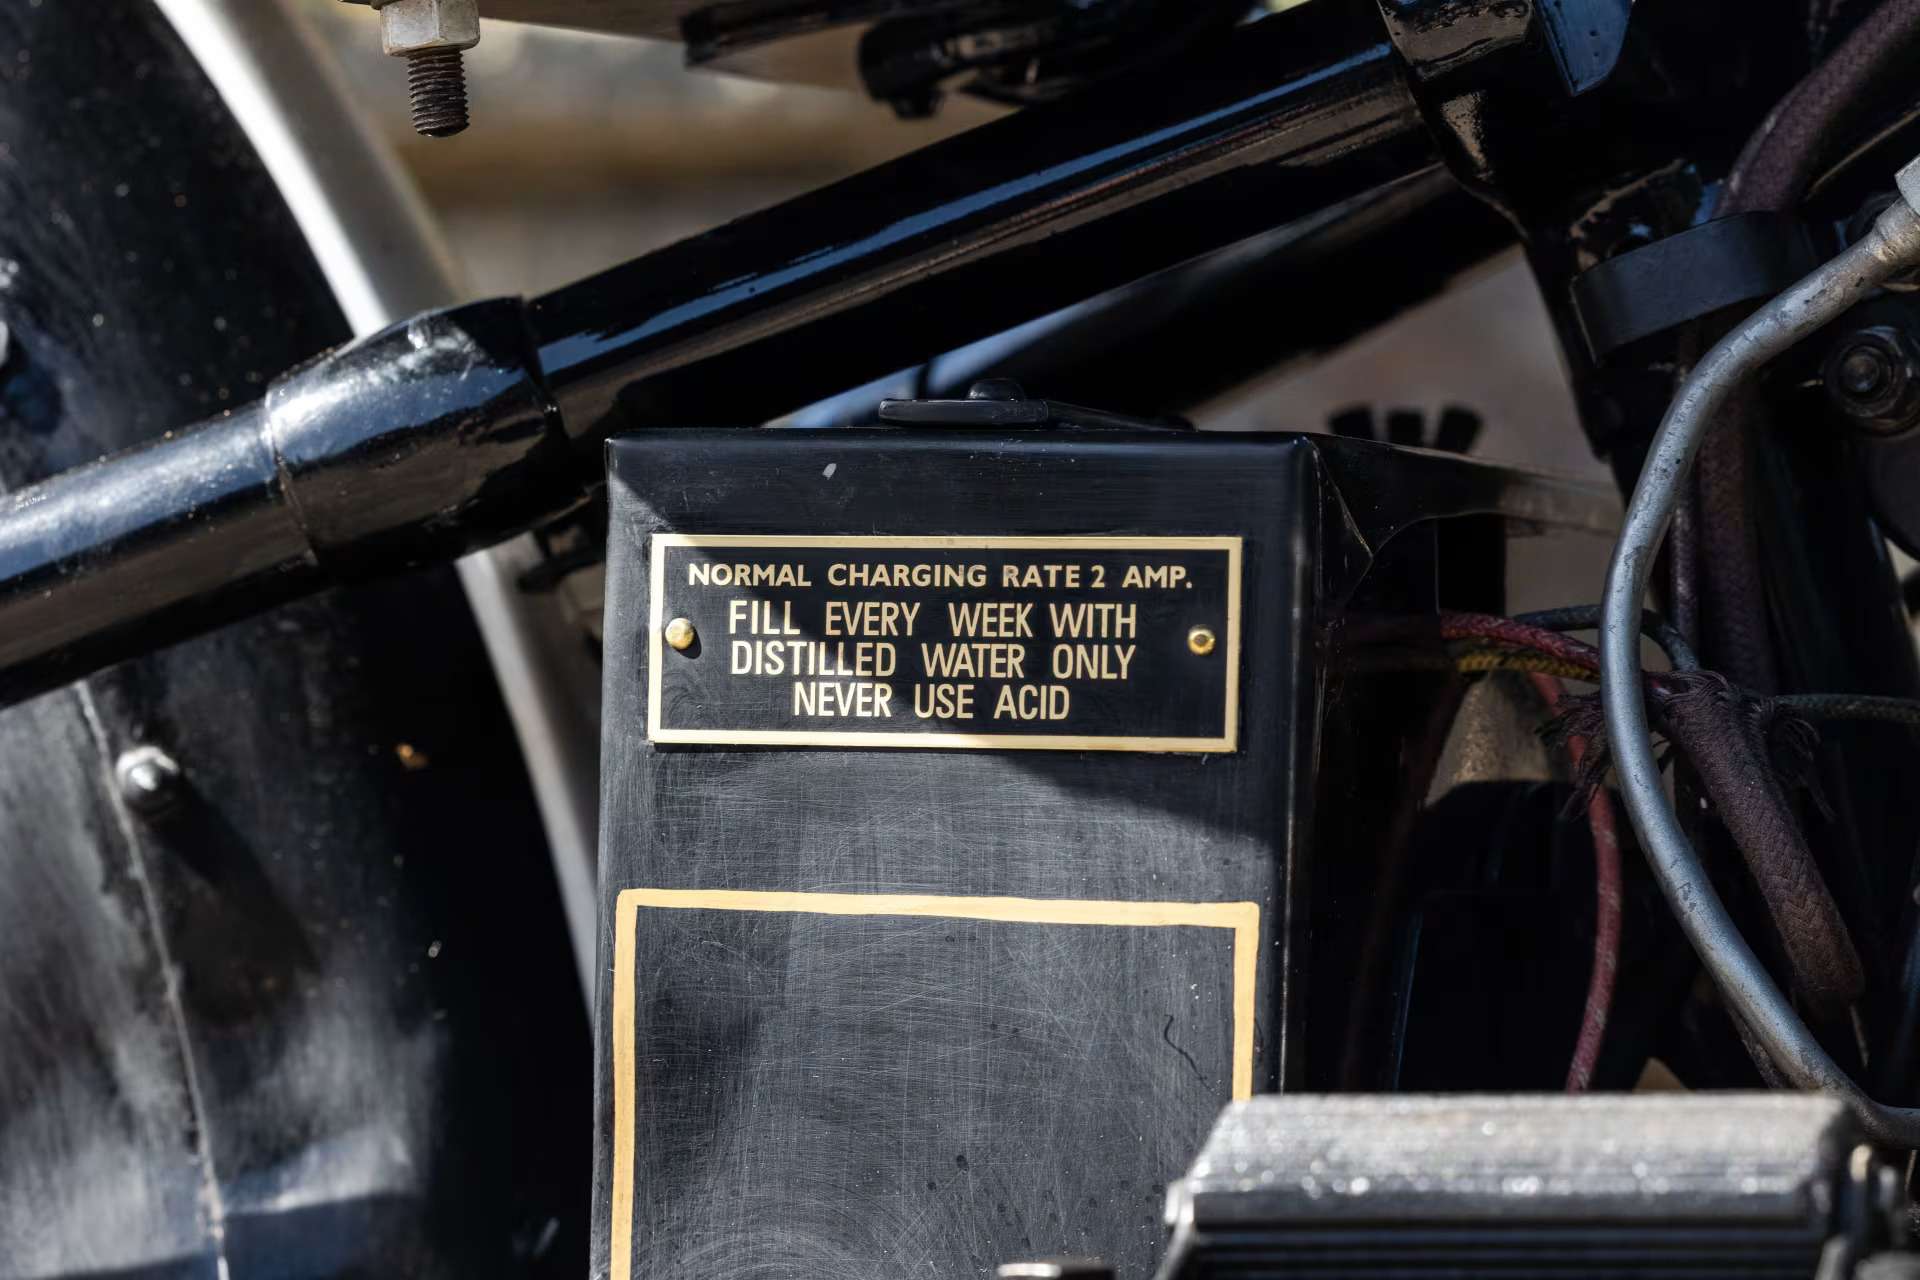 NORMAL CHARGING RATE 2 AMP.
FILL EVERY WEEK WITH
DISTILLED WATER ONLY
NEVER USE ACID